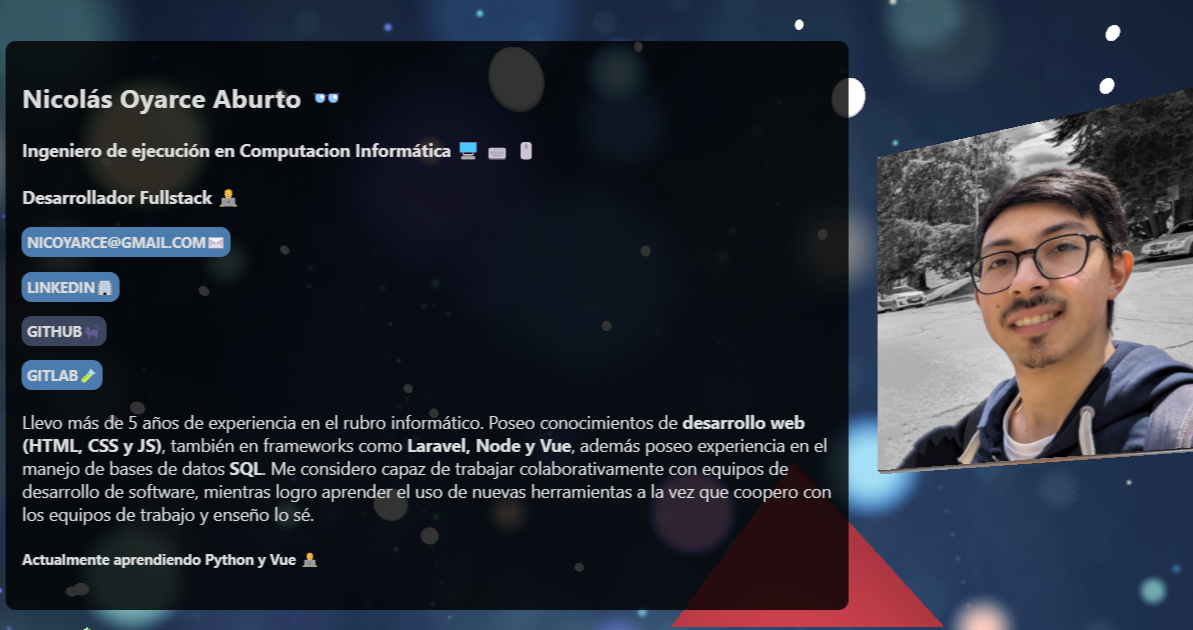 Nicolás Oyarce Aburto 👓
Ingeniero de ejecución en Computacion Informática 🖥️ ⌨️ 🖱️
Desarrollador Fullstack 👨‍💻
NICOYARCE@GMAIL.COM✉️
LINKEDIN🏢
GITHUB🐈‍⬛
GITLAB🧪
Llevo más de 5 años de experiencia en el rubro informático. Poseo conocimientos de desarrollo web
(HTML, CSS y JS), también en frameworks como Laravel, Node y Vue, además poseo experiencia en el
manejo de bases de datos SQL. Me considero capaz de trabajar colaborativamente con equipos de
desarrollo de software, mientras logro aprender el uso de nuevas herramientas a la vez que coopero con
los equipos de trabajo y enseño lo sé.
Actualmente aprendiendo Python y Vue 👨‍💻